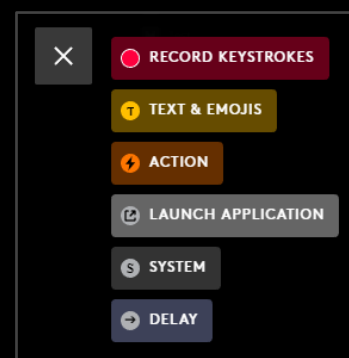 RECORD KEYSTROKES
T TEXT & EMOJIS
ACTION
LAUNCH APPLICATION
S SYSTEM
DELAY